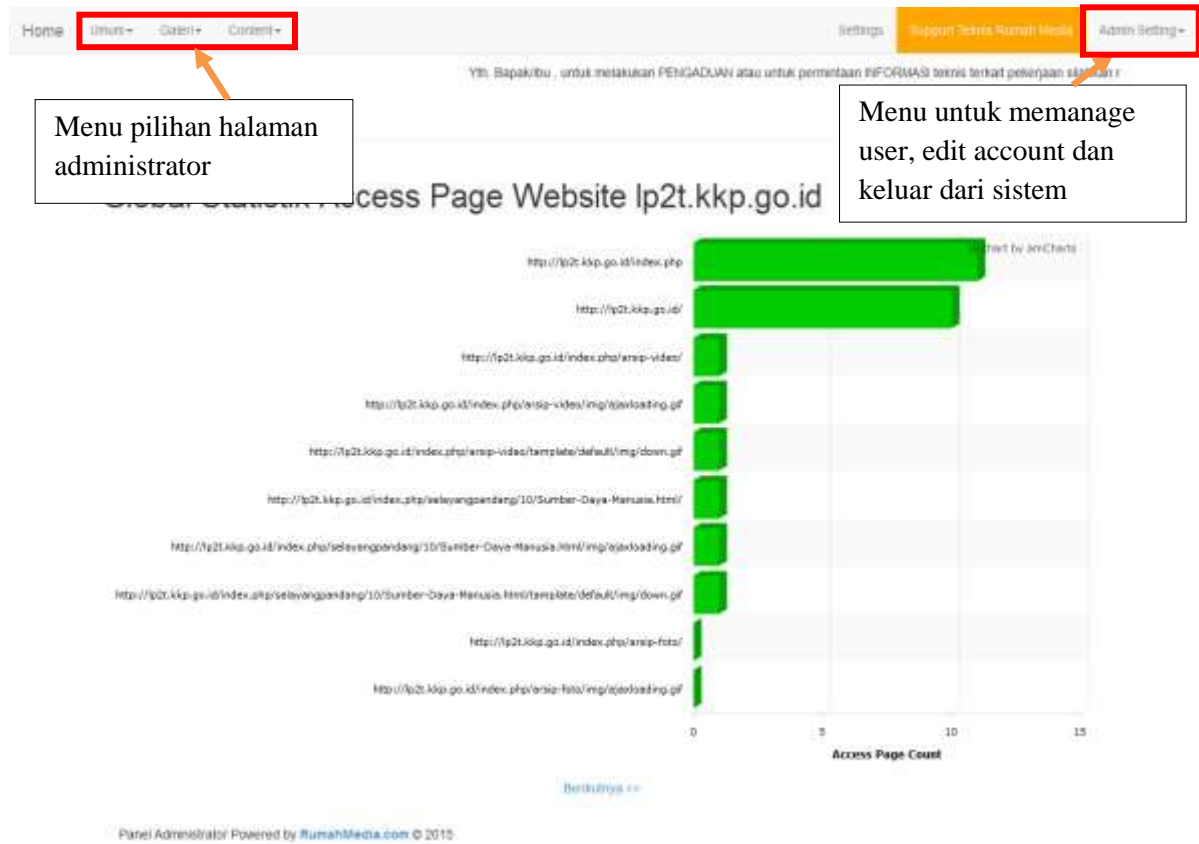 Home Umum Galeri Content Settings Support Teknis Rumah Media Admin Setting
Yth. Bapak/Ibu , untuk melakukan PENGADUAN atau untuk permintaan INFORMASI teknis terkait pekerjaan
Menu pilihan halaman
administrator
Menu untuk memanage
user, edit account dan
keluar dari sistem
Global Statistik Access Page Website lp2t.kkp.go.id
chart by amCharts
http://lp2t.kkp.go.id/index.php
http://lp2t.kkp.go.id/
http://lp2t.kkp.go.id/index.php/arsip-video/
http://lp2t.kkp.go.id/index.php/arsip-video/img/ajaxloading.gif
http://lp2t.kkp.go.id/index.php/arsip-video/template/default/img/down.gif
http://lp2t.kkp.go.id/index.php/selayangpandang/10/Sumber-Daya-Manusia.html/
http://lp2t.kkp.go.id/index.php/selayangpandang/10/Sumber-Daya-Manusia.html/img/ajaxloading.gif
http://lp2t.kkp.go.id/index.php/selayangpandang/10/Sumber-Daya-Manusia.html/template/default/img/down.gif
http://lp2t.kkp.go.id/index.php/arsip-foto/
http://lp2t.kkp.go.id/index.php/arsip-foto/img/ajaxloading.gif
0 5 10 15
Access Page Count
Berikutnya >>
Panel Administrator Powered by RumahMedia.com © 2015